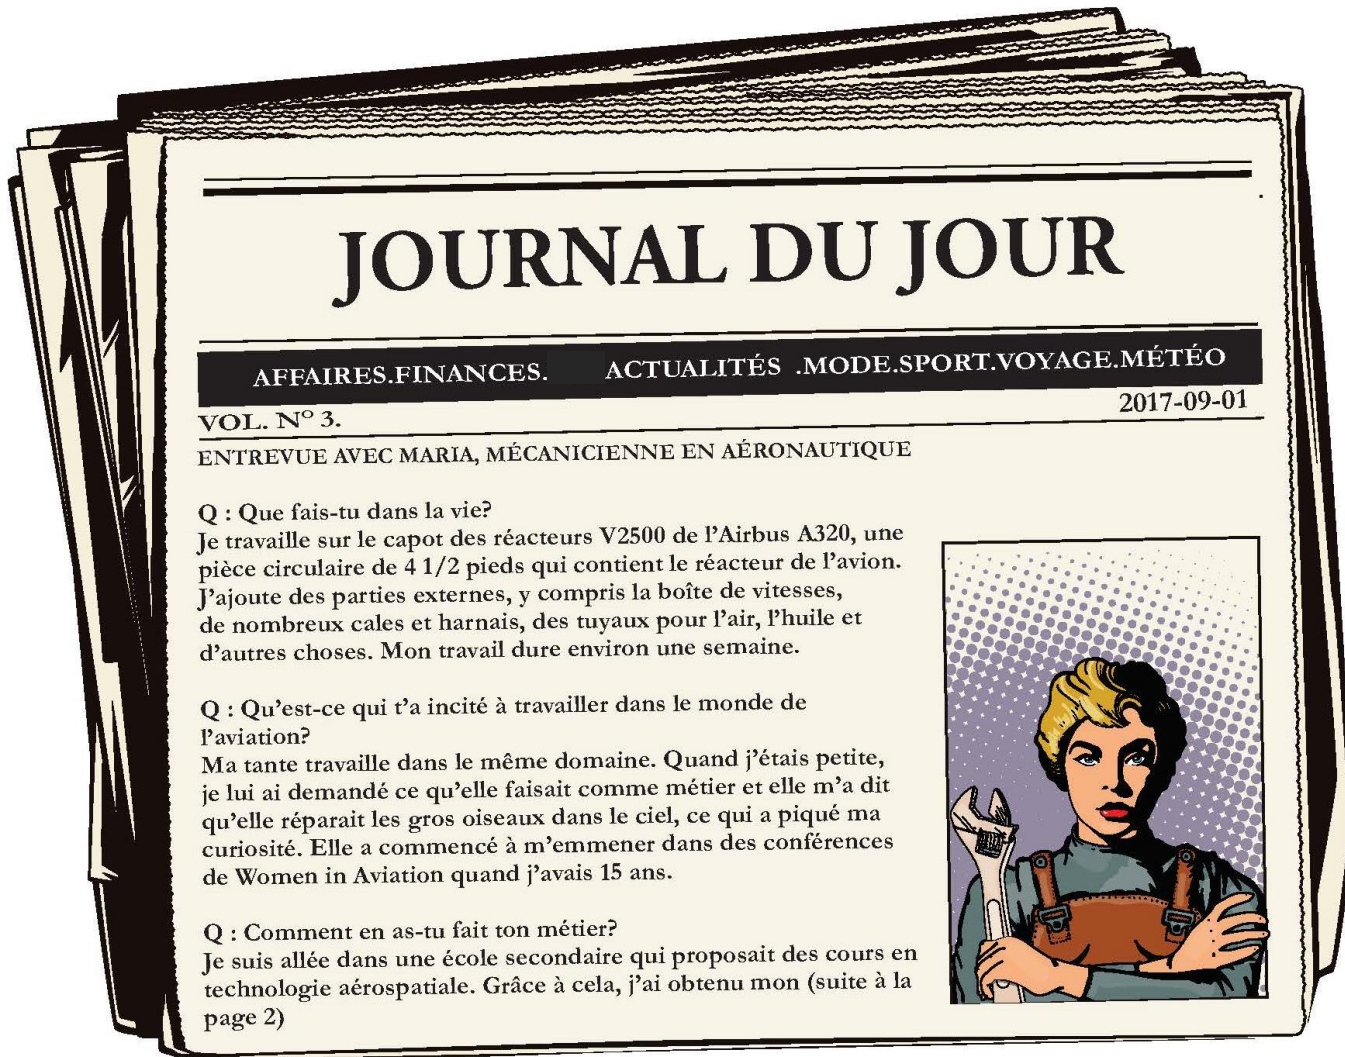 JOURNAL DU JOUR
AFFAIRES.FINANCES. ACTUALITÉS .MODE.SPORT.VOYAGE.MÉTÉO
VOL. Nº 3.
2017-09-01
ENTREVUE AVEC MARIA, MÉCANICIENNE EN AÉRONAUTIQUE
Q : Que fais-tu dans la vie?
Je travaille sur le capot des réacteurs V2500 de l'Airbus A320, une
pièce circulaire de 4 1/2 pieds qui contient le réacteur de l'avion.
J'ajoute des parties externes, y compris la boîte de vitesses,
de nombreux cales et harnais, des tuyaux pour l'air, l'huile et
d'autres choses. Mon travail dure environ une semaine.
Q : Qu'est-ce qui t'a incité à travailler dans le monde de
l'aviation?
Ma tante travaille dans le même domaine. Quand j'étais petite,
je lui ai demandé ce qu'elle faisait comme métier et elle m'a dit
qu'elle réparait les gros oiseaux dans le ciel, ce qui a piqué ma
curiosité. Elle a commencé à m'emmener dans des conférences
de Women in Aviation quand j'avais 15 ans.
Q : Comment en as-tu fait ton métier?
Je suis allée dans une école secondaire qui proposait des cours en
technologie aérospatiale. Grâce à cela, j'ai obtenu mon (suite à la
page 2)